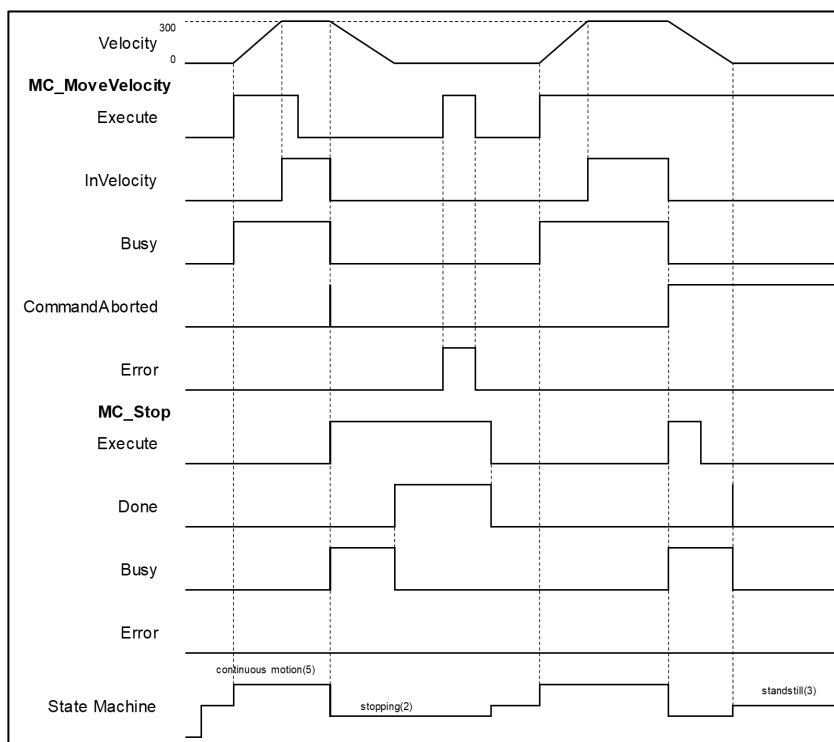 300
Velocity
0
MC_MoveVelocity
Execute
InVelocity
Busy
CommandAborted
Error
MC_Stop
Execute
Done
Busy
Error
continuous motion(5)
standstill(3)
State Machine
stopping(2)